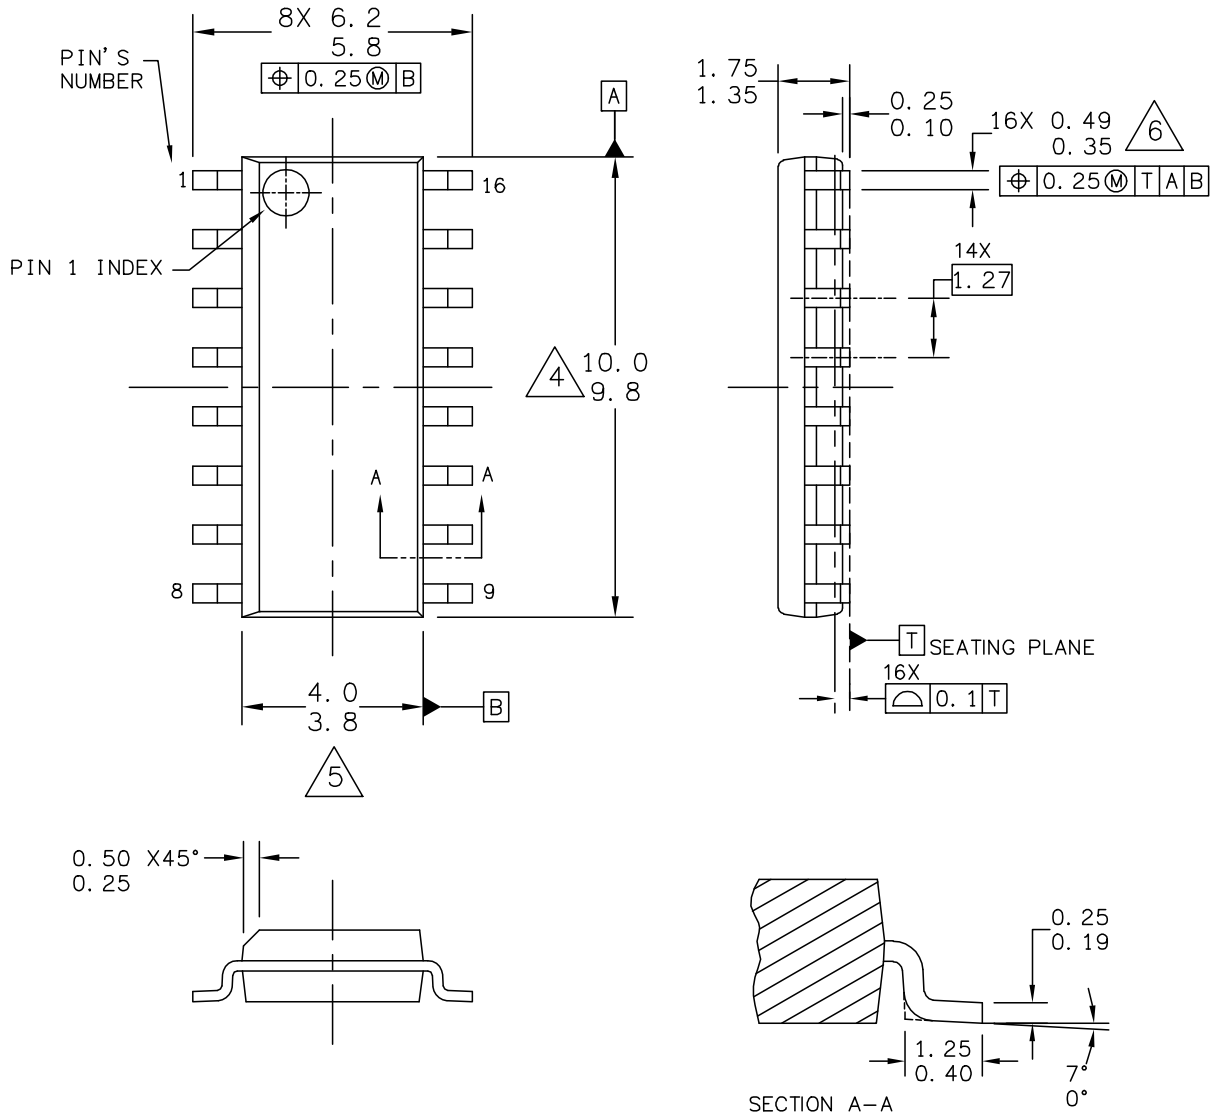 8X 6.2
5.8
⌖ 0.25 Ⓜ B
PIN'S
NUMBER
1
16
PIN 1 INDEX
A
4
10.0
9.8
A
A
8
9
4.0
3.8
B
5
1.75
1.35
0.25
0.10
16X 0.49
0.35
6
⌖ 0.25 Ⓜ T A B
14X
1.27
T SEATING PLANE
16X
⌓ 0.1 T
0.50 X45°
0.25
0.25
0.19
1.25
0.40
7°
0°
SECTION A-A